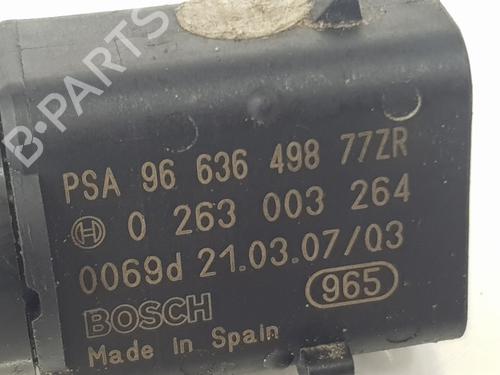 B-PARTS
PSA 96 636 498 77ZR
0 263 003 264
0069d 21.03.07/03
BOSCH 965
Made in Spain